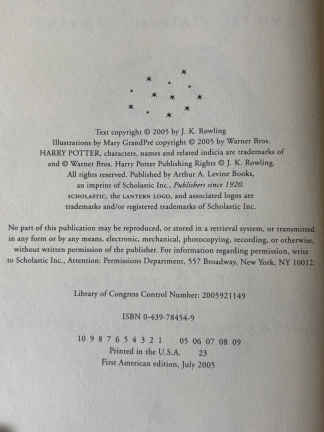 Text copyright © 2005 by J. K. Rowling
Illustrations by Mary GrandPré copyright © 2005 by Warner Bros.
HARRY POTTER, characters, names and related indicia are trademarks of
and © Warner Bros. Harry Potter Publishing Rights © J. K. Rowling.
All rights reserved. Published by Arthur A. Levine Books,
an imprint of Scholastic Inc., Publishers since 1920.
SCHOLASTIC, the LANTERN LOGO, and associated logos are
trademarks and/or registered trademarks of Scholastic Inc.
No part of this publication may be reproduced, or stored in a retrieval system, or transmitted
in any form or by any means, electronic, mechanical, photocopying, recording, or otherwise,
without written permission of the publisher. For information regarding permission, write
to Scholastic Inc., Attention: Permissions Department, 557 Broadway, New York, NY 10012.
Library of Congress Control Number: 2005921149
ISBN 0-439-78454-9
10 9 8 7 6 5 4 3 2 1 05 06 07 08 09
Printed in the U.S.A. 23
First American edition, July 2005